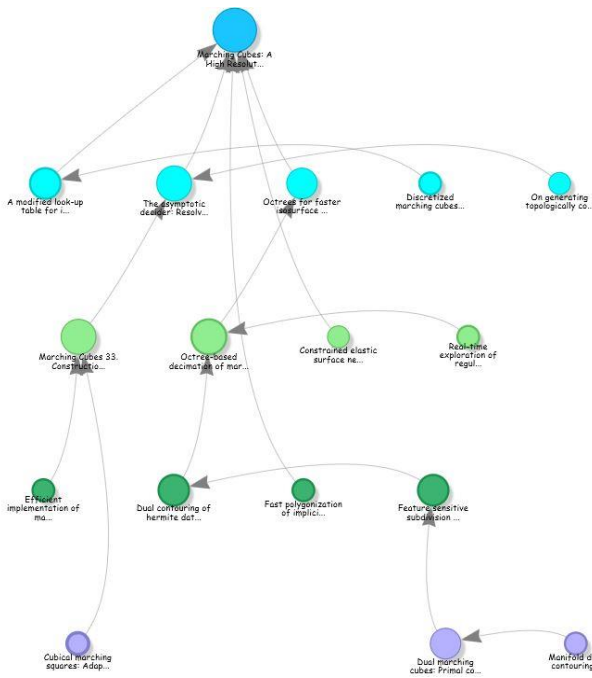 Marching Cubes: A
High Resolut...
A modified look-up
table for i...
The asymptotic
decider: Resolv...
Octrees for faster
isosurface ...
Discretized
marching cubes...
On generating
topologically co...
Marching Cubes 33.
Constructio...
Octree-based
decimation of mar...
Constrained elastic
surface ne...
Real-time
exploration of
regul...
Efficient
implementation of
ma...
Dual contouring of
hermite dat...
Fast polygonization
of implici...
Feature sensitive
subdivision ...
Cubical marching
squares: Adap...
Dual marching
cubes: Primal co...
Manifold d
contouring